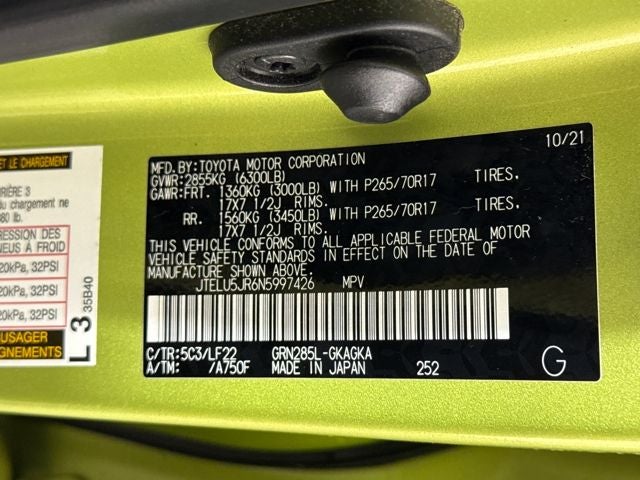 ET LE CHARGEMENT
RIÈRE 3
du chargement ne
80 lb.
RESSION DES
NEUS À FROID
20kPa, 32PSI
20kPa, 32PSI
20kPa, 32PSI
USAGER
GNEMENTS
L 3
35B40
10/21
MFD.BY:TOYOTA MOTOR CORPORATION
GVWR:2855KG (6300LB)
GAWR:FRT. 1360KG (3000LB) WITH P265/70R17 TIRES.
17X7 1/2J RIMS.
RR. 1560KG (3450LB) WITH P265/70R17 TIRES.
17X7 1/2J RIMS.
THIS VEHICLE CONFORMS TO ALL APPLICABLE FEDERAL MOTOR
VEHICLE SAFETY STANDARDS IN EFFECT ON THE DATE OF
MANUFACTURE SHOWN ABOVE.
JTELU5JR6N5997426 MPV
C/TR:5C3/LF22 GRN285L-GKAGKA
A/TM: /A750F MADE IN JAPAN 252
G